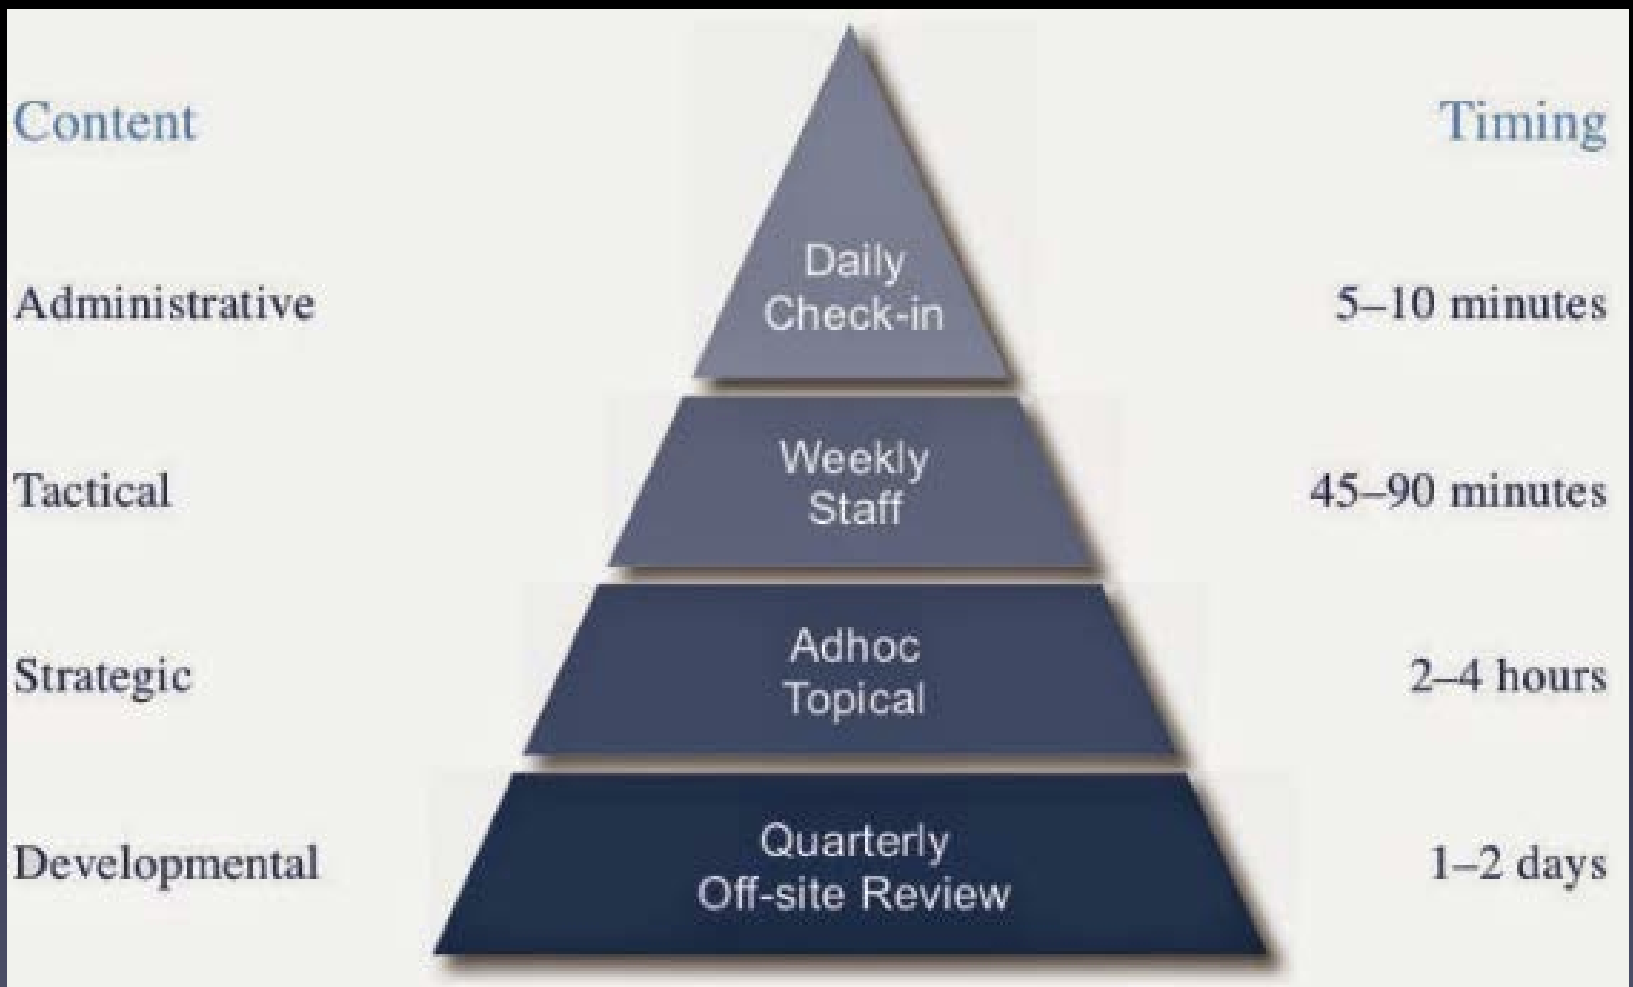 Content
Timing
Administrative
Daily
Check-in
5–10 minutes
Tactical
Weekly
Staff
45–90 minutes
Strategic
Adhoc
Topical
2–4 hours
Developmental
Quarterly
Off-site Review
1–2 days